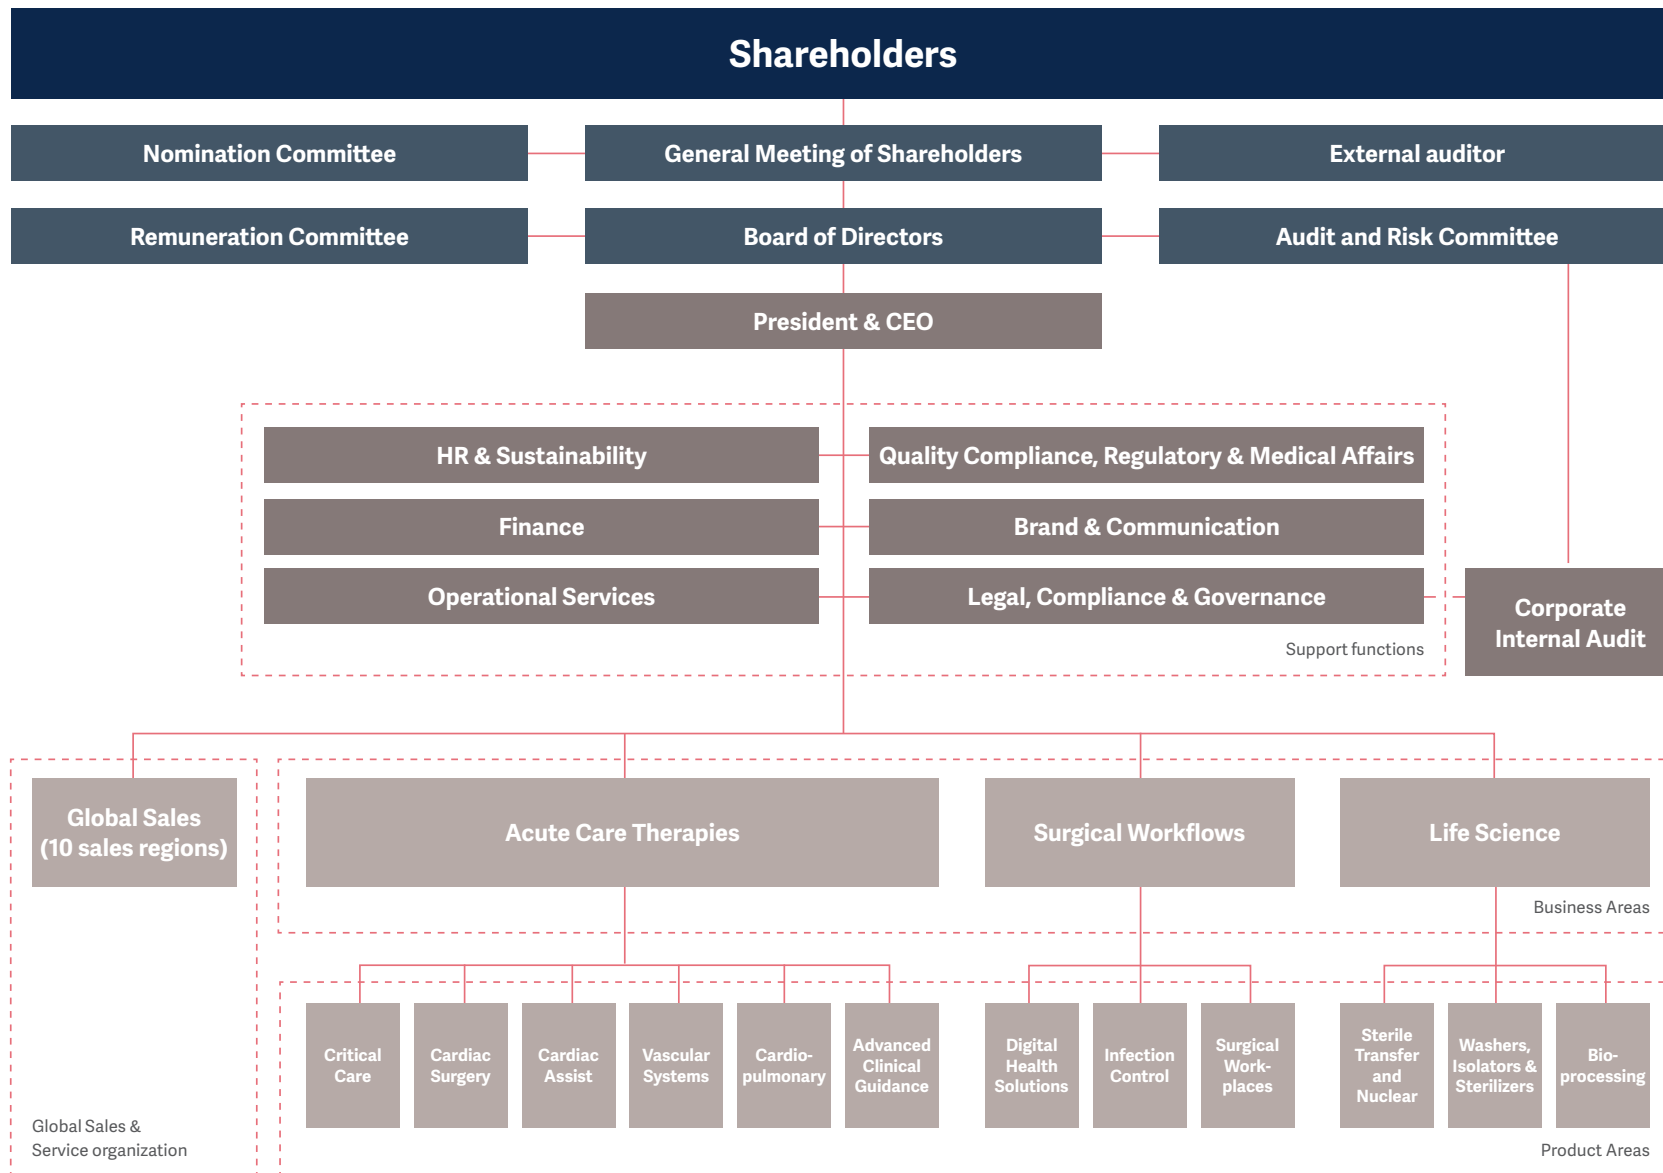 Shareholders
Nomination Committee
General Meeting of Shareholders
External auditor
Remuneration Committee
Board of Directors
Audit and Risk Committee
President & CEO
HR & Sustainability
Quality Compliance, Regulatory & Medical Affairs
Finance
Brand & Communication
Operational Services
Legal, Compliance & Governance
Support functions
Corporate
Internal Audit
Global Sales
(10 sales regions)
Acute Care Therapies
Surgical Workflows
Life Science
Business Areas
Critical
Care
Cardiac
Surgery
Cardiac
Assist
Vascular
Systems
Cardio-
pulmonary
Advanced
Clinical
Guidance
Digital
Health
Solutions
Infection
Control
Surgical
Work-
places
Sterile
Transfer
and
Nuclear
Washers,
Isolators &
Sterilizers
Bio-
processing
Global Sales &
Service organization
Product Areas